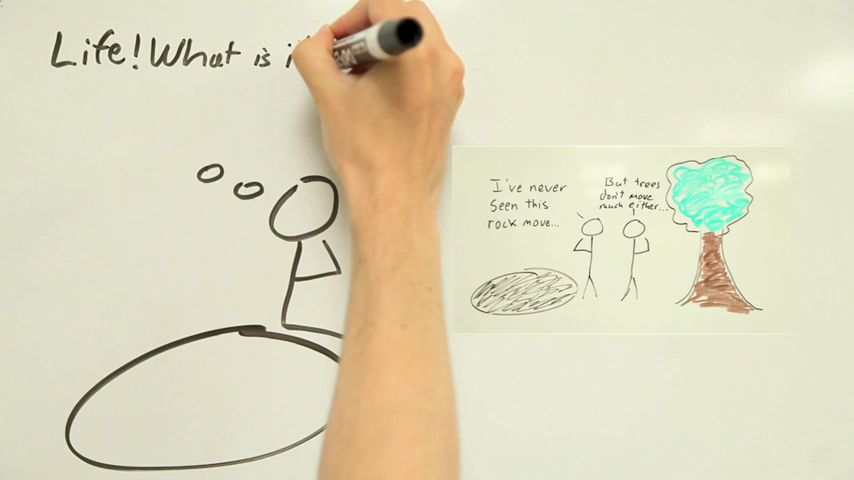 Life! What is i
I've never
seen this
rock move...
But trees
don't move
much either...